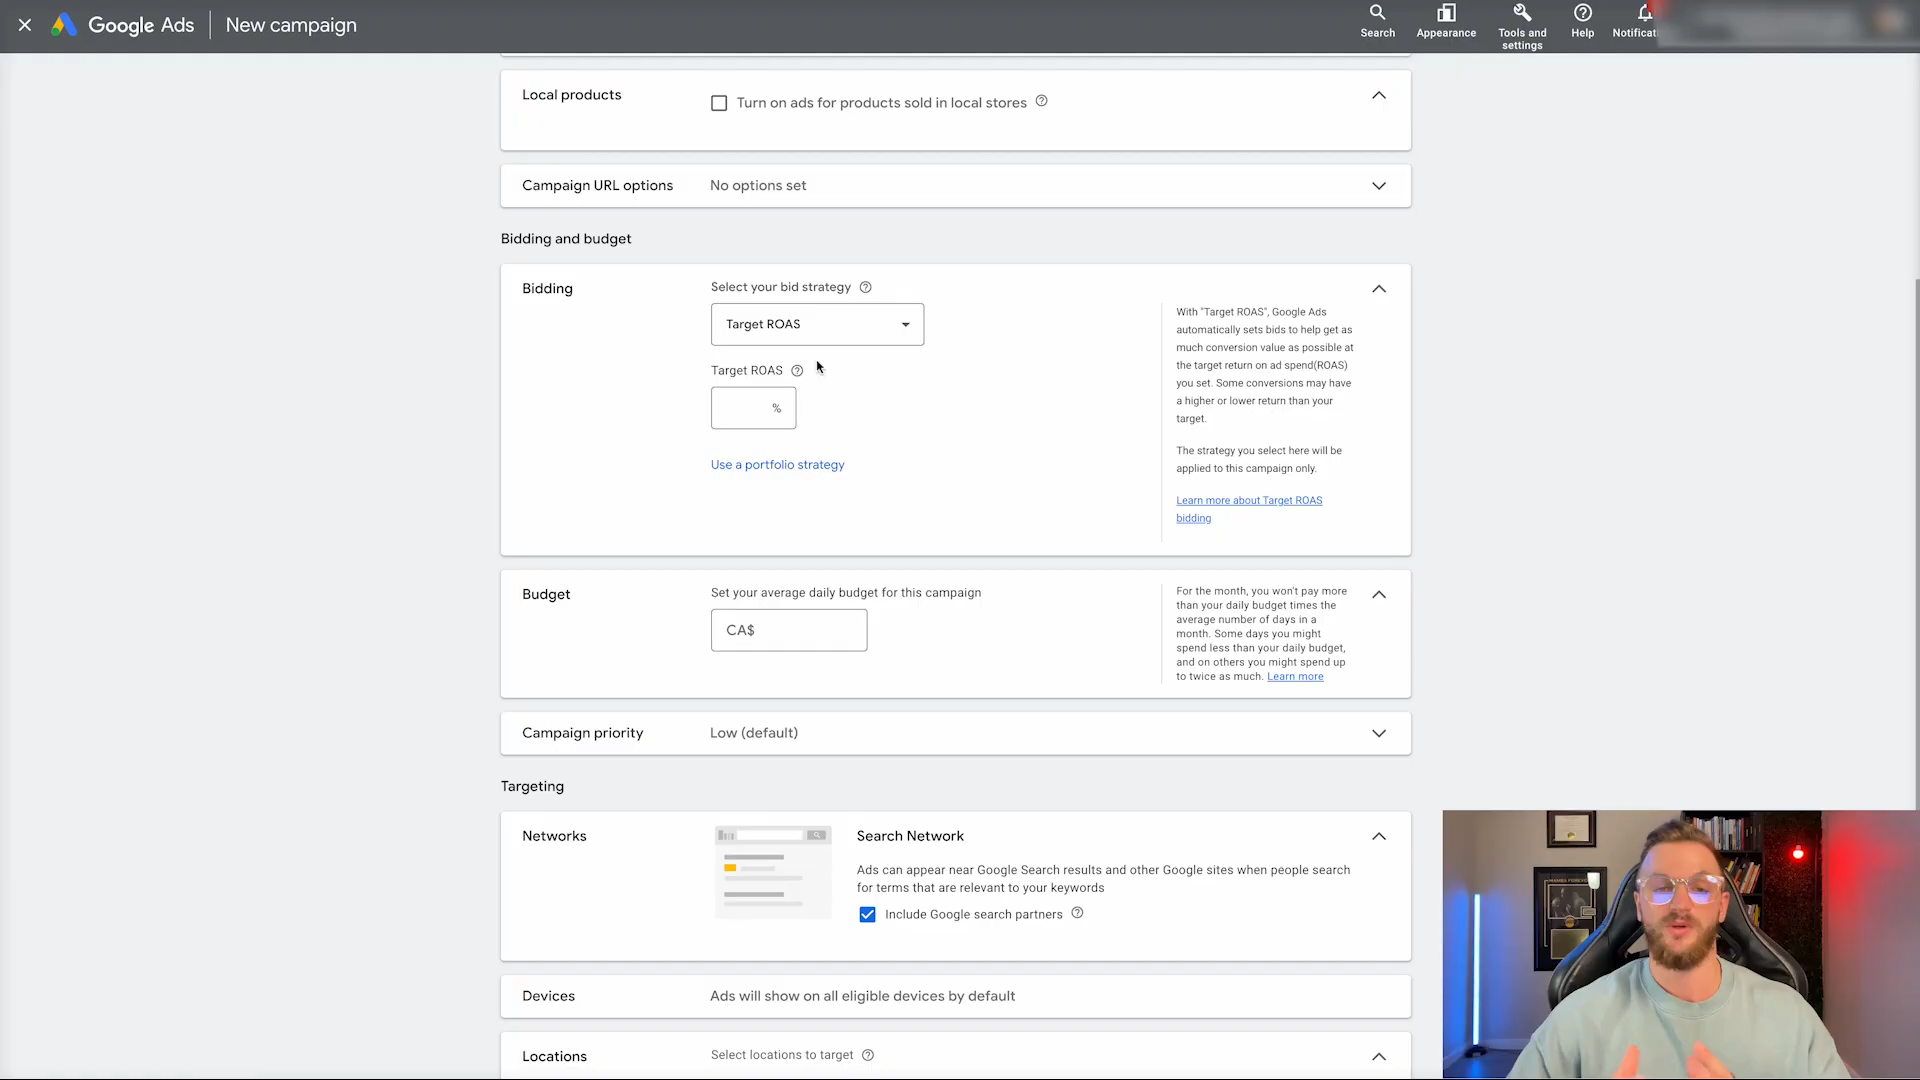 Google Ads
New campaign
Search
Appearance
Tools and
settings
Help
Notificat
Local products
Turn on ads for products sold in local stores
Campaign URL options
No options set
Bidding and budget
Bidding
Select your bid strategy
Target ROAS
Target ROAS
%
Use a portfolio strategy
With "Target ROAS", Google Ads
automatically sets bids to help get as
much conversion value as possible at
the target return on ad spend(ROAS)
you set. Some conversions may have
a higher or lower return than your
target.
The strategy you select here will be
applied to this campaign only.
Learn more about Target ROAS
bidding
Budget
Set your average daily budget for this campaign
CA$
For the month, you won't pay more
than your daily budget times the
average number of days in a
month. Some days you might
spend less than your daily budget,
and on others you might spend up
to twice as much. Learn more
Campaign priority
Low (default)
Targeting
Networks
Search Network
Ads can appear near Google Search results and other Google sites when people search
for terms that are relevant to your keywords
Include Google search partners
Devices
Ads will show on all eligible devices by default
Locations
Select locations to target